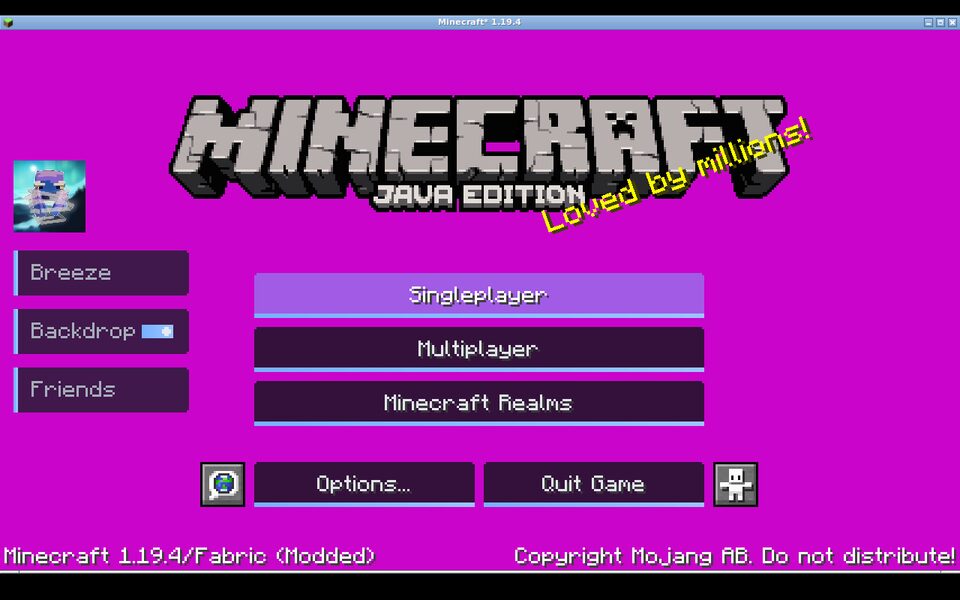 Minecraft* 1.19.4
MINECRAFT
JAVA EDITION
Loved by millions!
Breeze
Backdrop
Friends
Singleplayer
Multiplayer
Minecraft Realms
Options...
Quit Game
Minecraft 1.19.4/Fabric (Modded)
Copyright Mojang AB. Do not distribute!